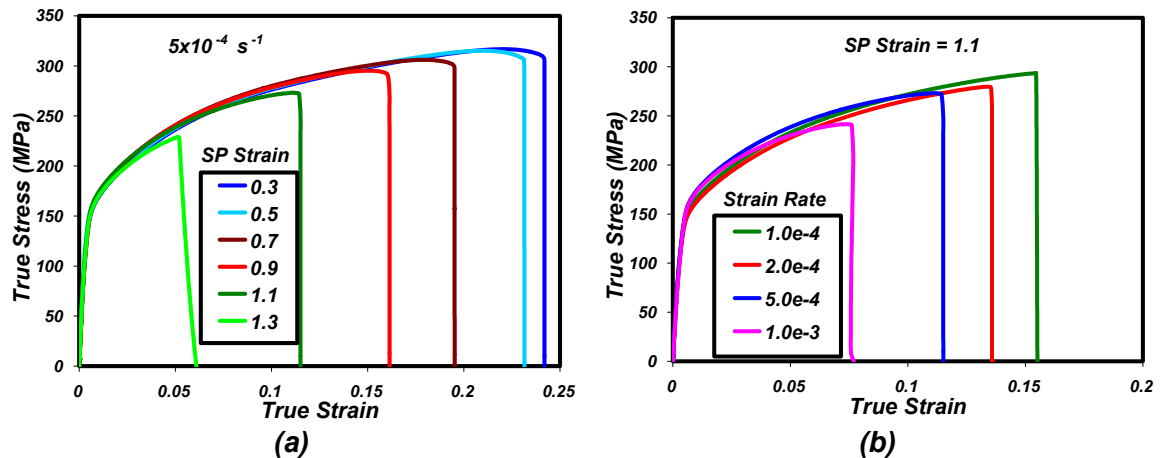 350
300
250
200
150
100
50
0
True Stress (MPa)
5x10⁻⁴ s⁻¹
SP Strain
0.3
0.5
0.7
0.9
1.1
1.3
0
0.05
0.1
0.15
0.2
0.25
True Strain
(a)
350
300
250
200
150
100
50
0
True Stress (MPa)
SP Strain = 1.1
Strain Rate
1.0e-4
2.0e-4
5.0e-4
1.0e-3
0
0.05
0.1
0.15
0.2
True Strain
(b)